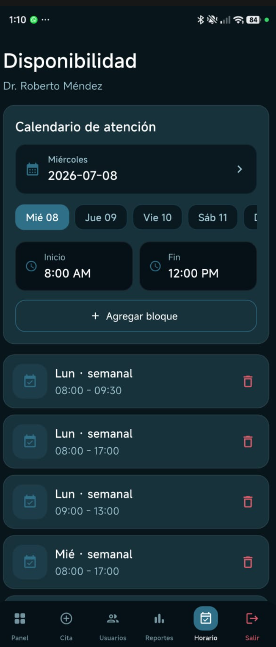 1:10
84
Disponibilidad
Dr. Roberto Méndez
Calendario de atención
Miércoles
2026-07-08
Mié 08
Jue 09
Vie 10
Sáb 11
Inicio
8:00 AM
Fin
12:00 PM
+ Agregar bloque
Lun · semanal
08:00 - 09:30
Lun · semanal
08:00 - 17:00
Lun · semanal
09:00 - 13:00
Mié · semanal
08:00 - 17:00
Panel
Cita
Usuarios
Reportes
Horario
Salir